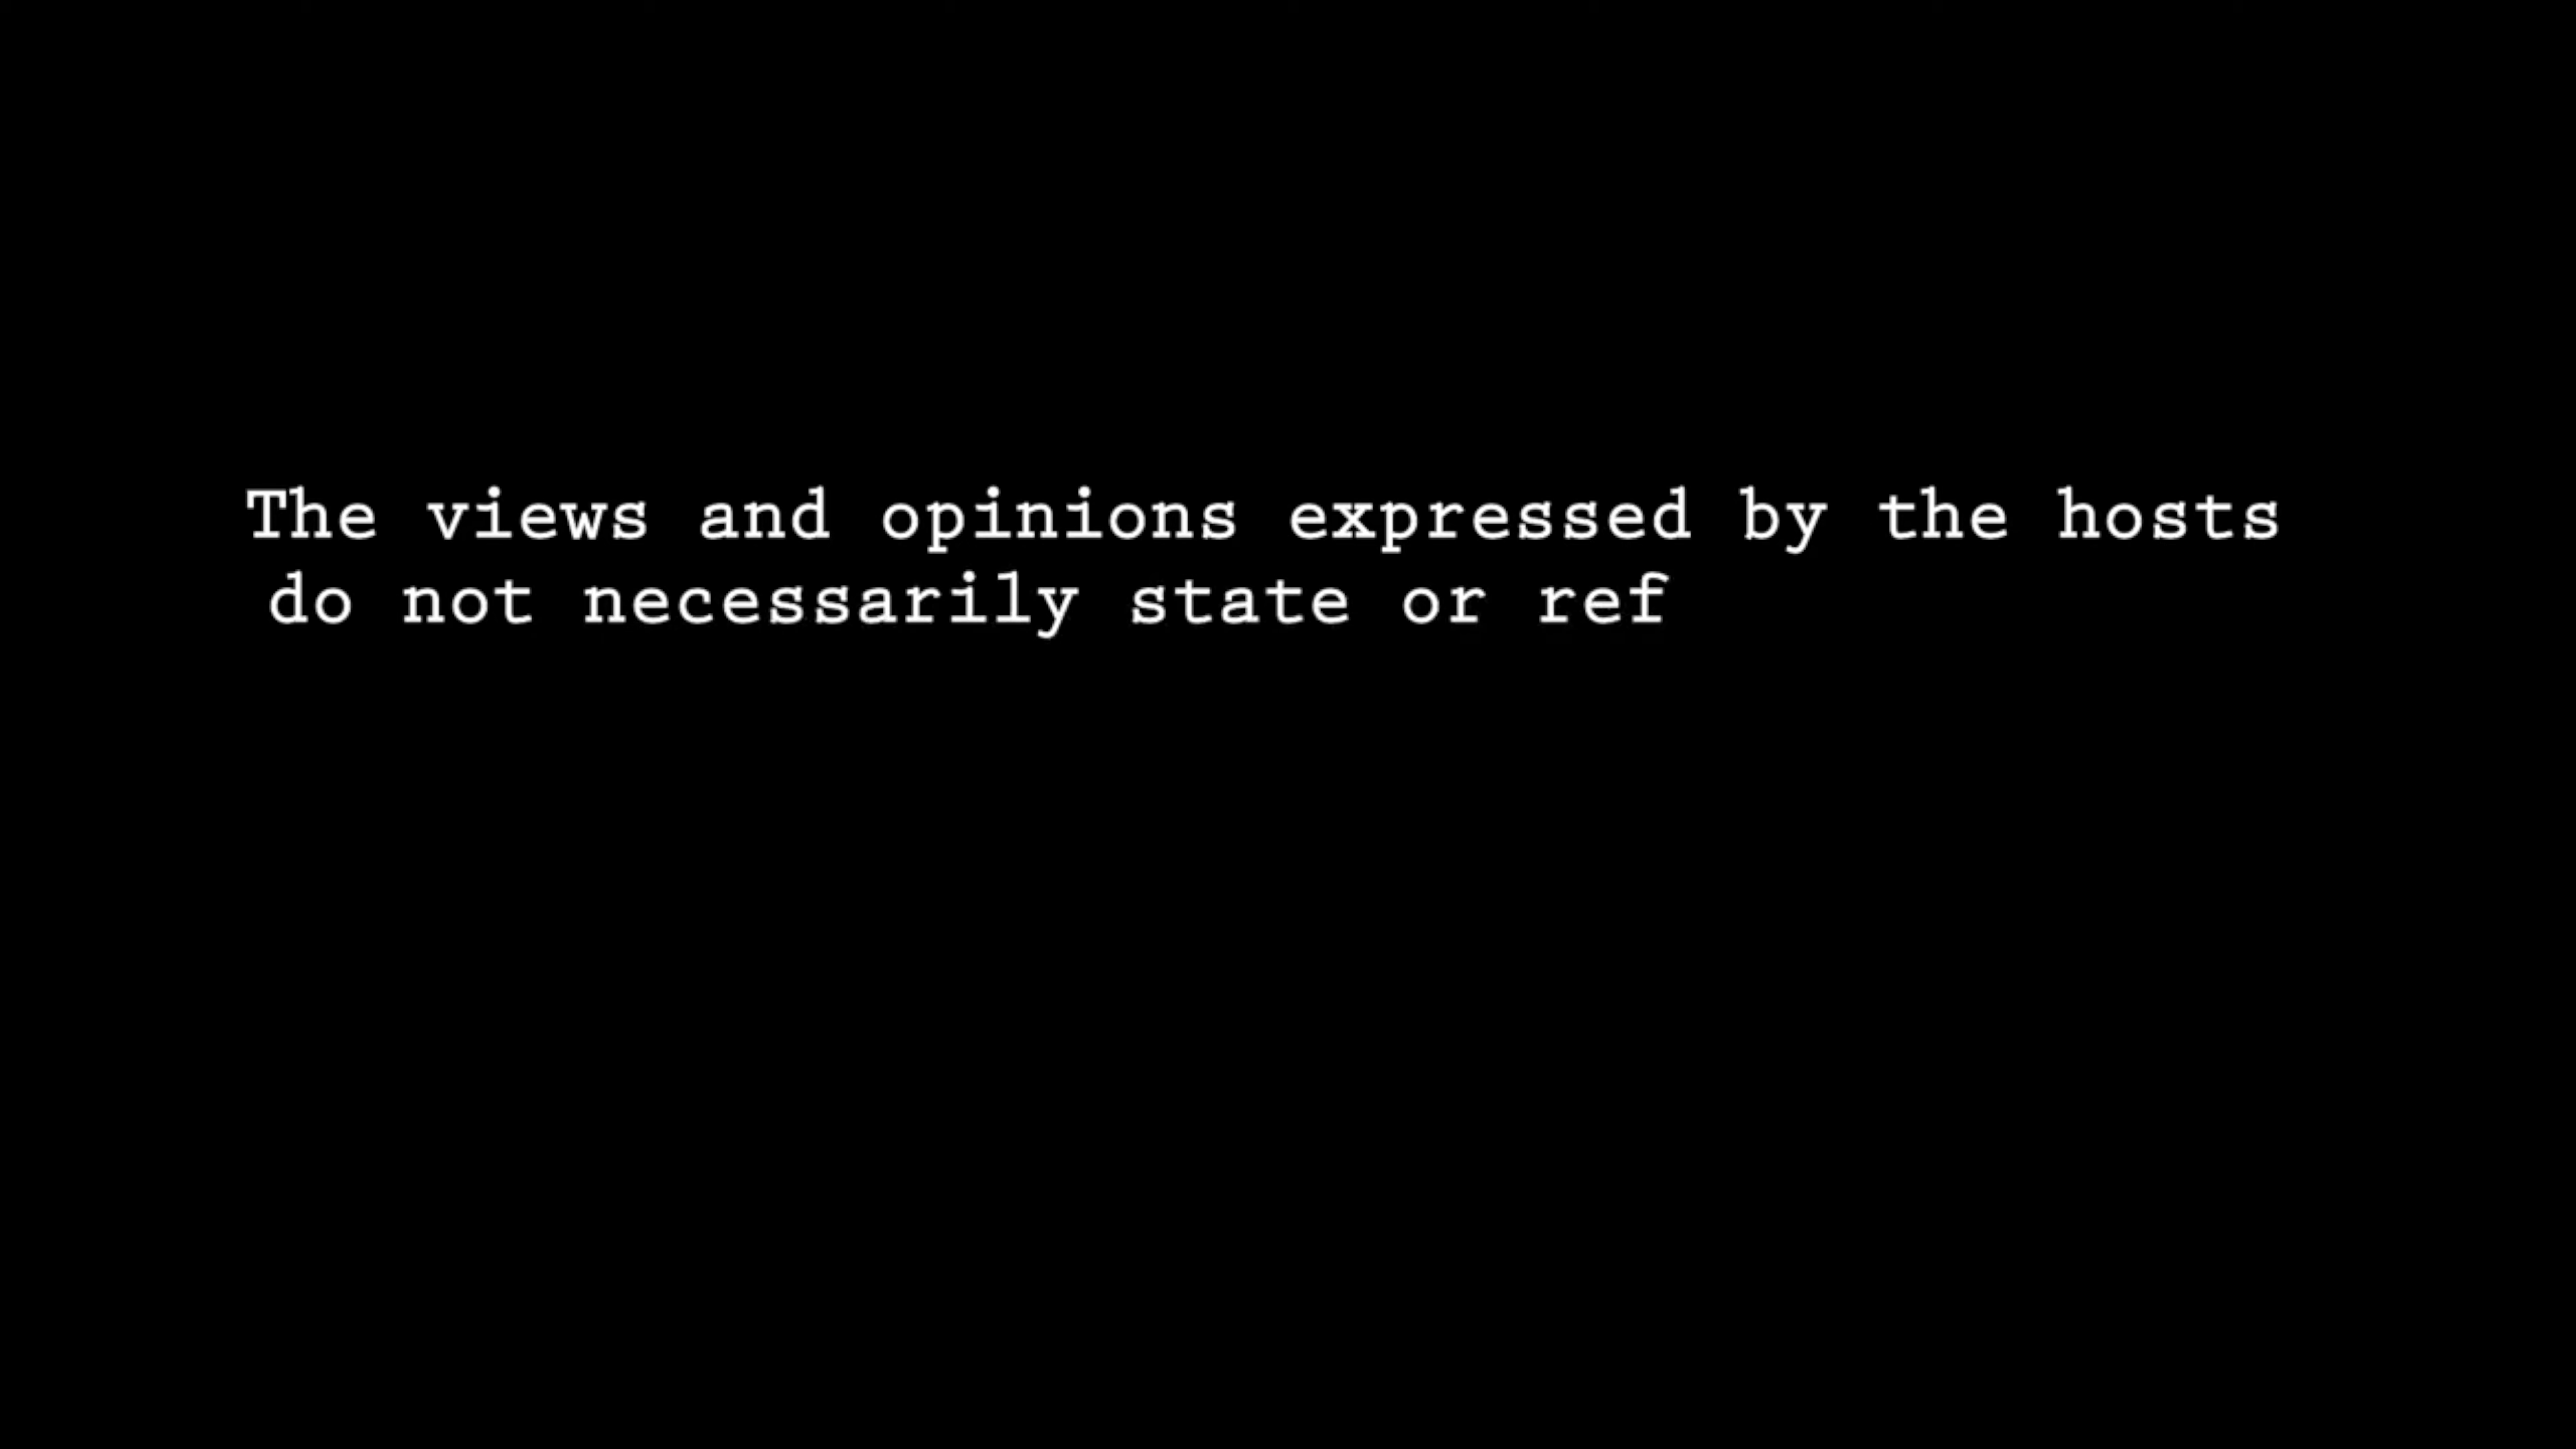 The views and opinions expressed by the hosts
do not necessarily state or ref